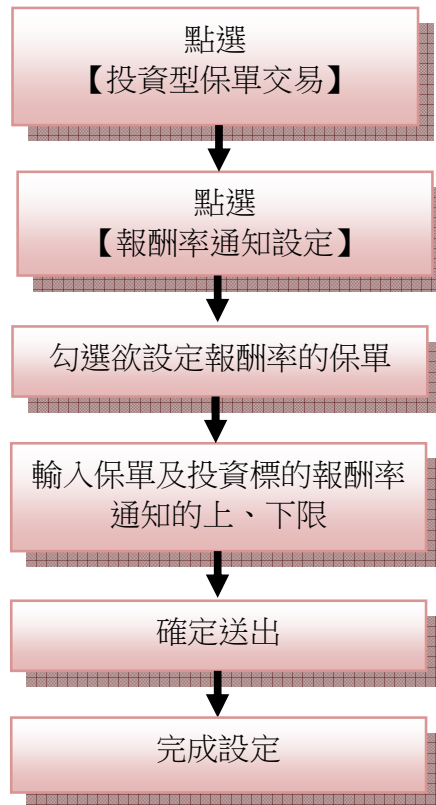 點選
【投資型保單交易】
點選
【報酬率通知設定】
勾選欲設定報酬率的保單
輸入保單及投資標的報酬率
通知的上、下限
確定送出
完成設定